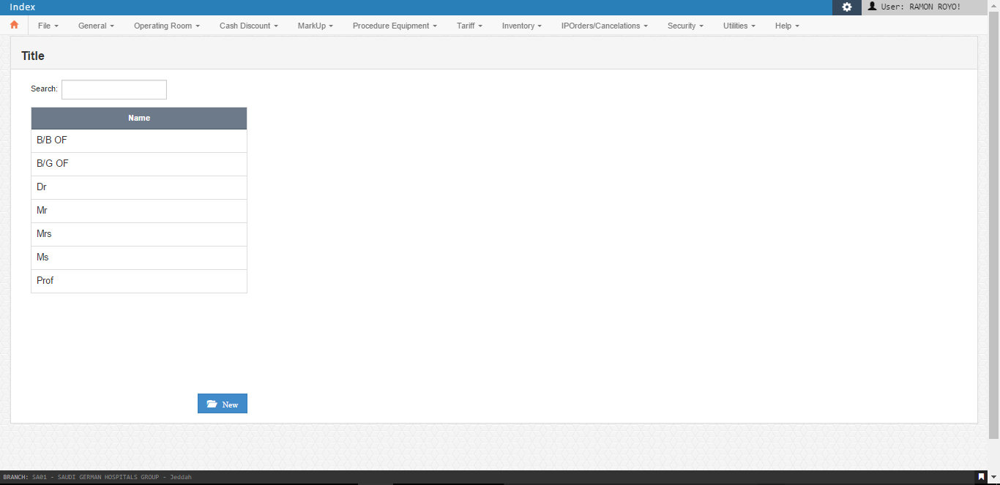 Index
User: RAMON ROYO!
File General Operating Room Cash Discount MarkUp Procedure Equipment Tariff Inventory IPOrders/Cancelations Security Utilities Help
Title
Search:
Name
B/B OF
B/G OF
Dr
Mr
Mrs
Ms
Prof
New
BRANCH: SA01 - SAUDI GERMAN HOSPITALS GROUP - Jeddah